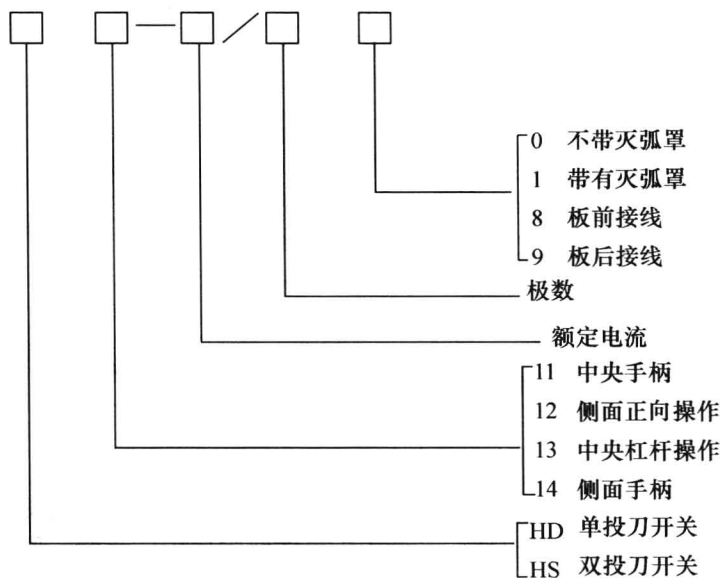 0 不带灭弧罩
1 带有灭弧罩
8 板前接线
9 板后接线
极数
额定电流
11 中央手柄
12 侧面正向操作
13 中央杠杆操作
14 侧面手柄
HD 单投刀开关
HS 双投刀开关